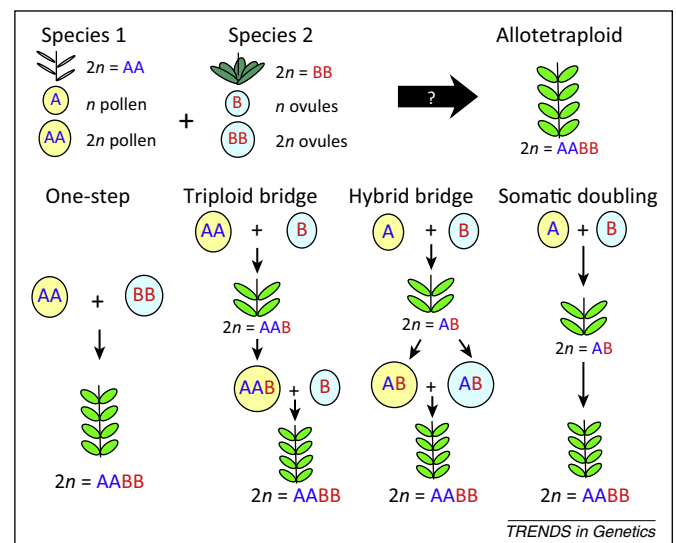 Species 1
Species 2
Allotetraploid
2n = AA
2n = BB
A
n pollen
+
B
n ovules
?
AA
2n pollen
BB
2n ovules
2n = AABB
One-step
Triploid bridge
Hybrid bridge
Somatic doubling
AA + B
A + B
A + B
AA + BB
2n = AAB
2n = AB
2n = AB
AAB + B
AB + AB
2n = AABB
2n = AABB
2n = AABB
2n = AABB
TRENDS in Genetics